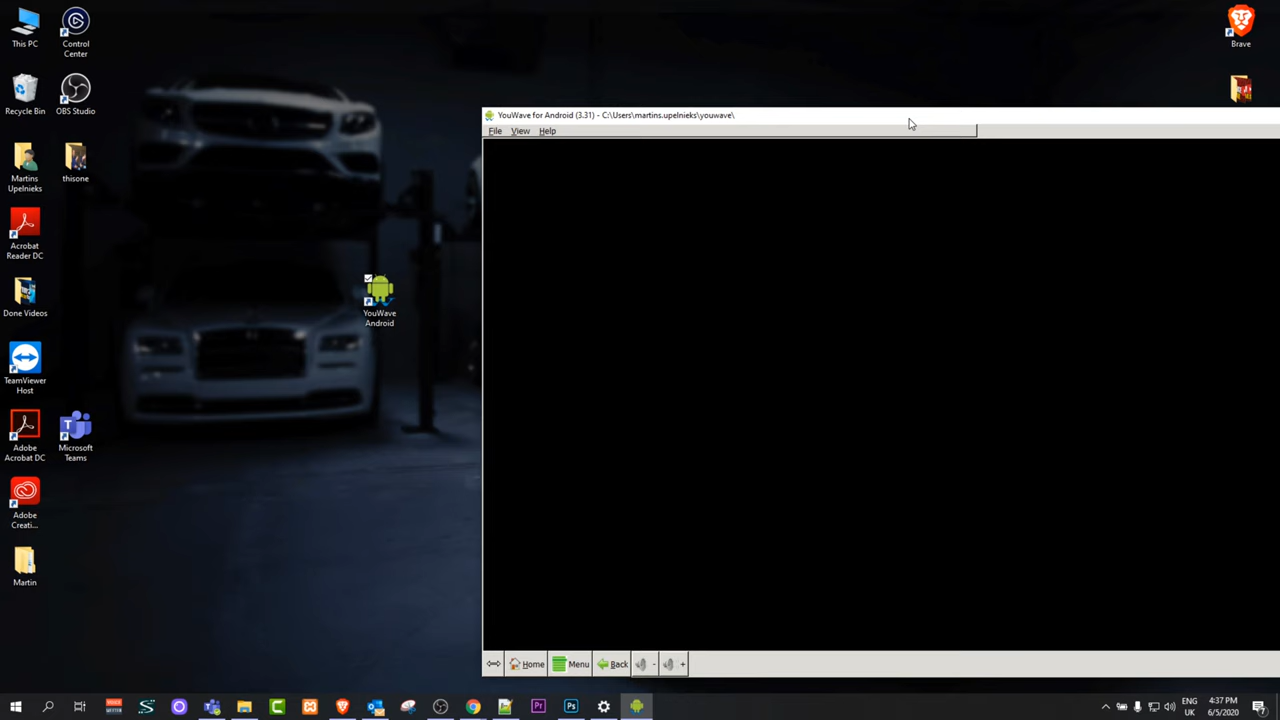 This PC
Control
Center
Recycle Bin
OBS Studio
Martins
Upelnieks
thisone
Acrobat
Reader DC
Done Videos
TeamViewer
Host
Adobe
Acrobat DC
Microsoft
Teams
Adobe
Creati...
Martin
YouWave
Android
Brave
YouWave for Android (3.31) - C:\Users\martins.upelnieks\youwave\
File View Help
Home Menu Back - +
ENG
UK
4:37 PM
6/5/2020